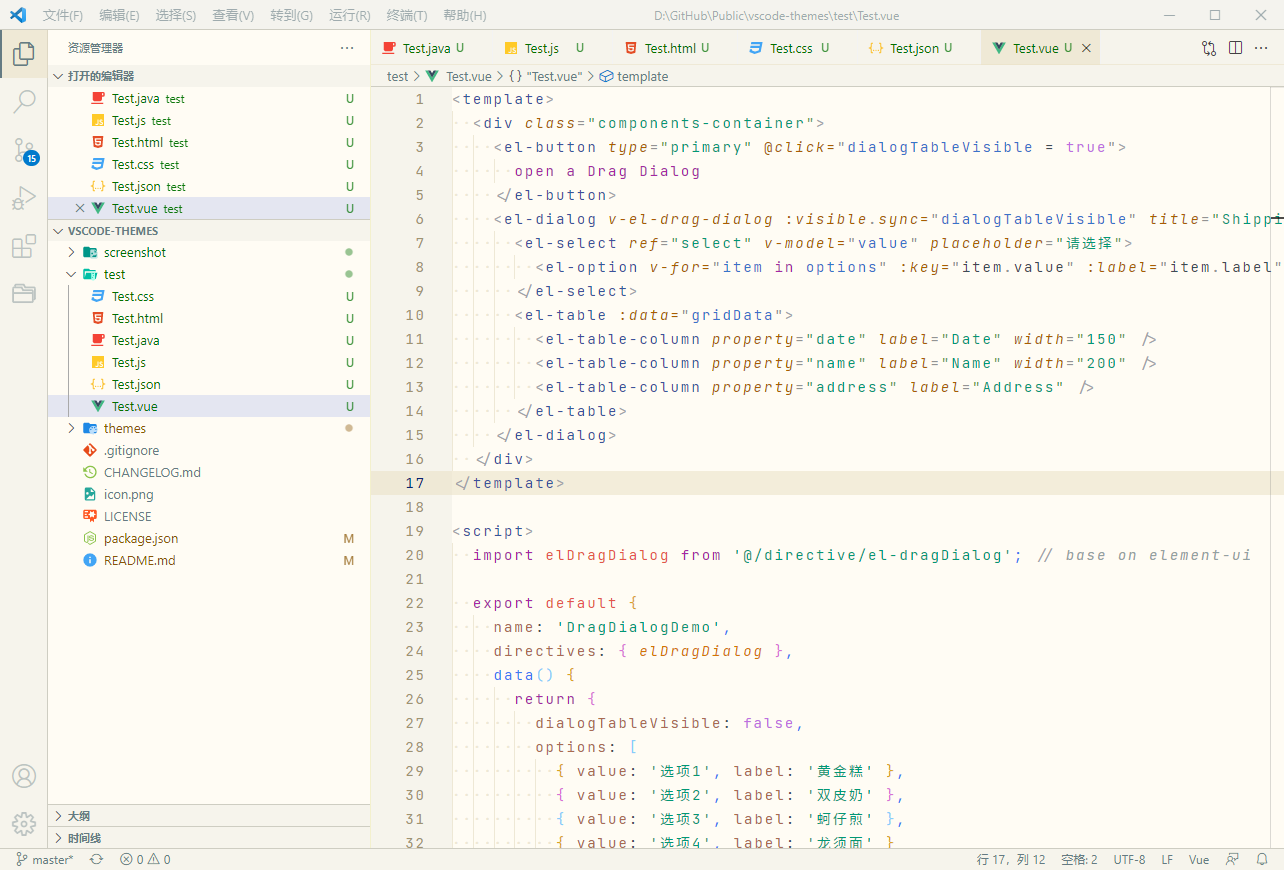 文件(F) 编辑(E) 选择(S) 查看(V) 转到(G) 运行(R) 终端(T) 帮助(H) D:\GitHub\Public\vscode-themes\test\Test.vue
资源管理器
Test.java U Test.js U Test.html U Test.css U Test.json U Test.vue U
打开的编辑器
Test.java test U
Test.js test U
Test.html test U
Test.css test U
Test.json test U
Test.vue test U
VSCODE-THEMES
screenshot
test
Test.css U
Test.html U
Test.java U
Test.js U
Test.json U
Test.vue U
themes
.gitignore
CHANGELOG.md
icon.png
LICENSE
package.json M
README.md M
大纲
时间线
15
test > Test.vue > {} "Test.vue" > template
1 <template>
2 <div class="components-container">
3 <el-button type="primary" @click="dialogTableVisible = true">
4 open a Drag Dialog
5 </el-button>
6 <el-dialog v-el-drag-dialog :visible.sync="dialogTableVisible" title="Shippi
7 <el-select ref="select" v-model="value" placeholder="请选择">
8 <el-option v-for="item in options" :key="item.value" :label="item.label"
9 </el-select>
10 <el-table :data="gridData">
11 <el-table-column property="date" label="Date" width="150" />
12 <el-table-column property="name" label="Name" width="200" />
13 <el-table-column property="address" label="Address" />
14 </el-table>
15 </el-dialog>
16 </div>
17 </template>
18
19 <script>
20 import elDragDialog from '@/directive/el-dragDialog'; // base on element-ui
21
22 export default {
23 name: 'DragDialogDemo',
24 directives: { elDragDialog },
25 data() {
26 return {
27 dialogTableVisible: false,
28 options: [
29 { value: '选项1', label: '黄金糕' },
30 { value: '选项2', label: '双皮奶' },
31 { value: '选项3', label: '蚵仔煎' },
32 { value: '选项4', label: '龙须面' }
master* 0 0 行 17，列 12 空格: 2 UTF-8 LF Vue